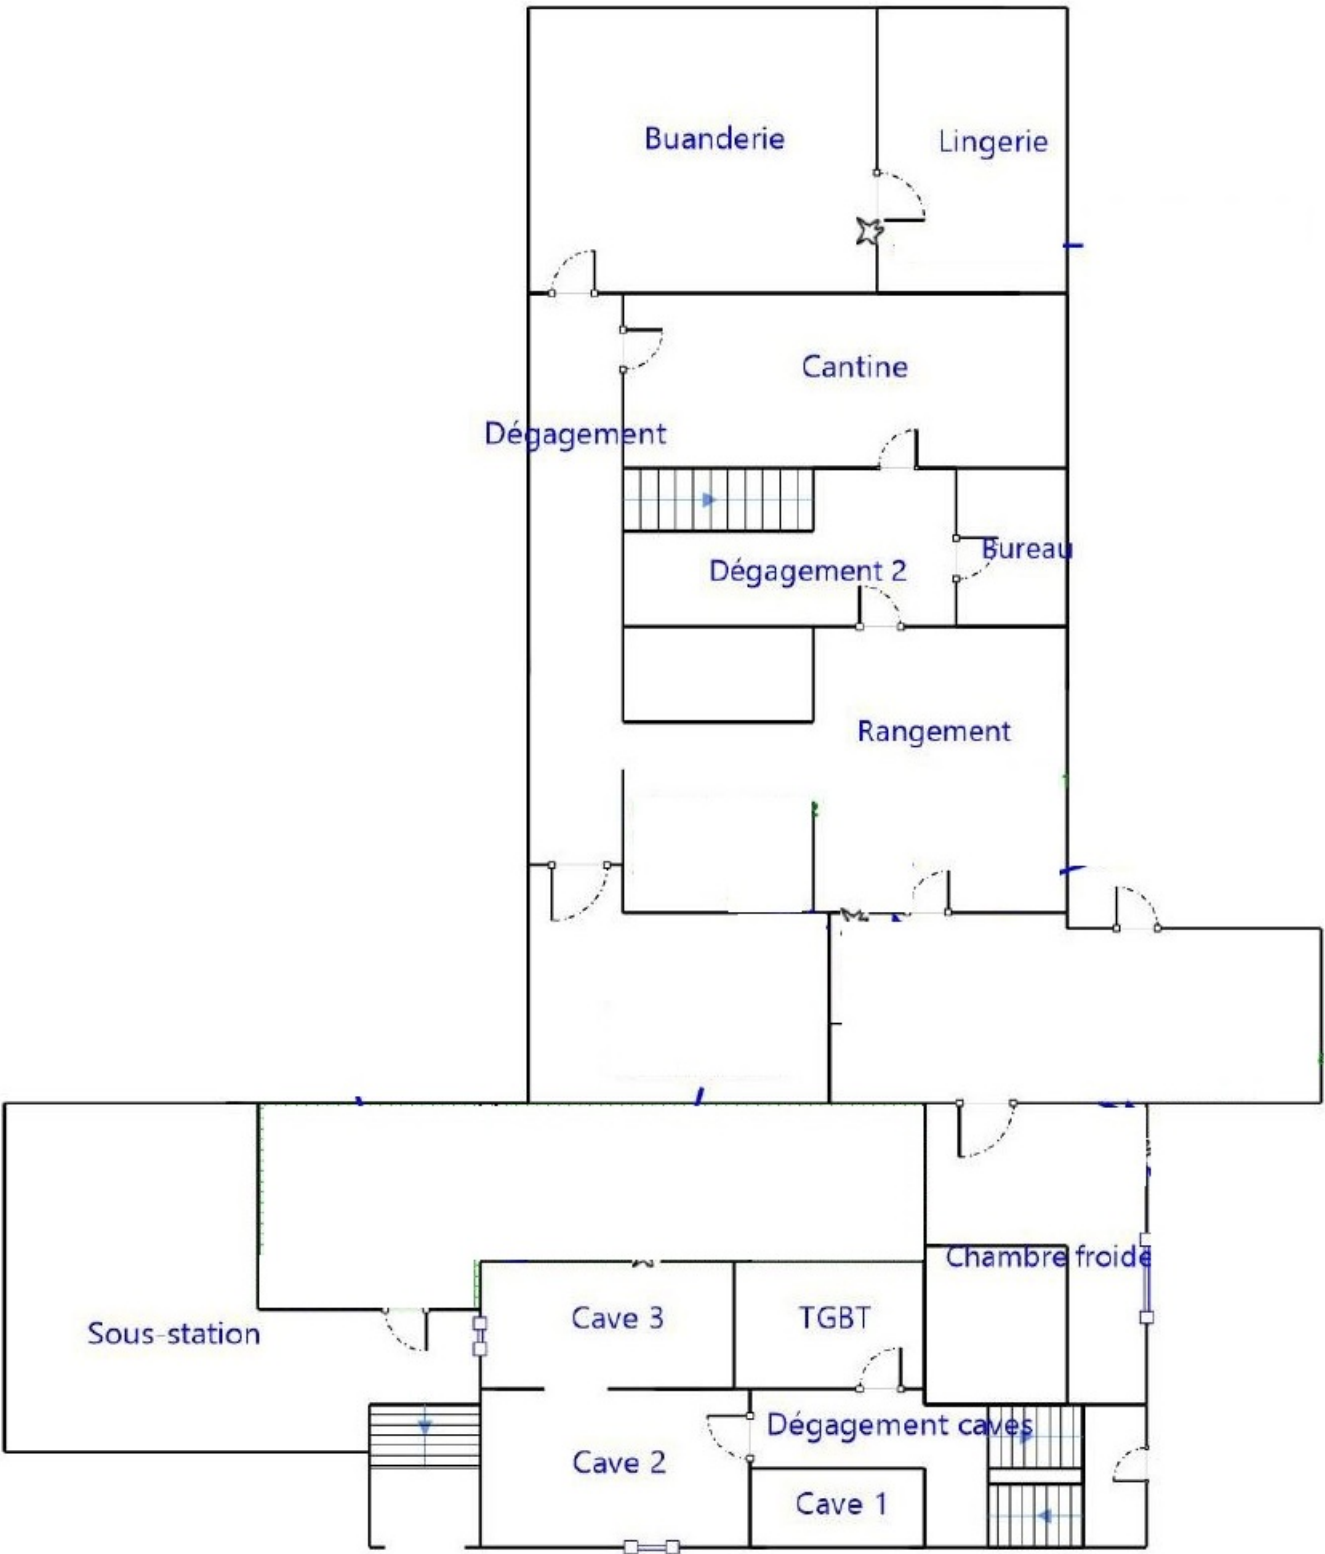 Buanderie
Lingerie
Cantine
Dégagement
Bureau
Dégagement 2
Rangement
Chambre froide
Cave 3
TGBT
Sous-station
Dégagement caves
Cave 2
Cave 1